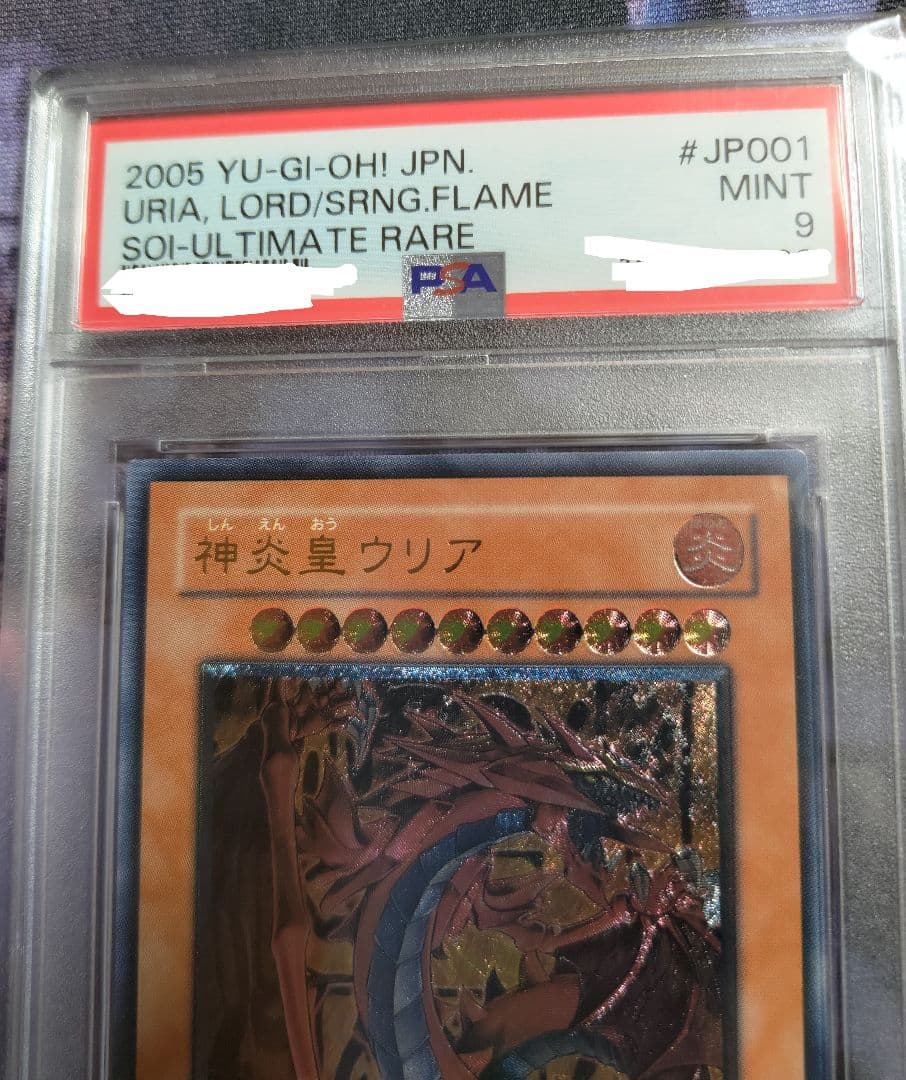 2005 YU-GI-OH! JPN. #JP001
URIA, LORD/SRNG.FLAME MINT
SOI-ULTIMATE RARE 9
PSA
しん えん おう
神炎皇ウリア
炎